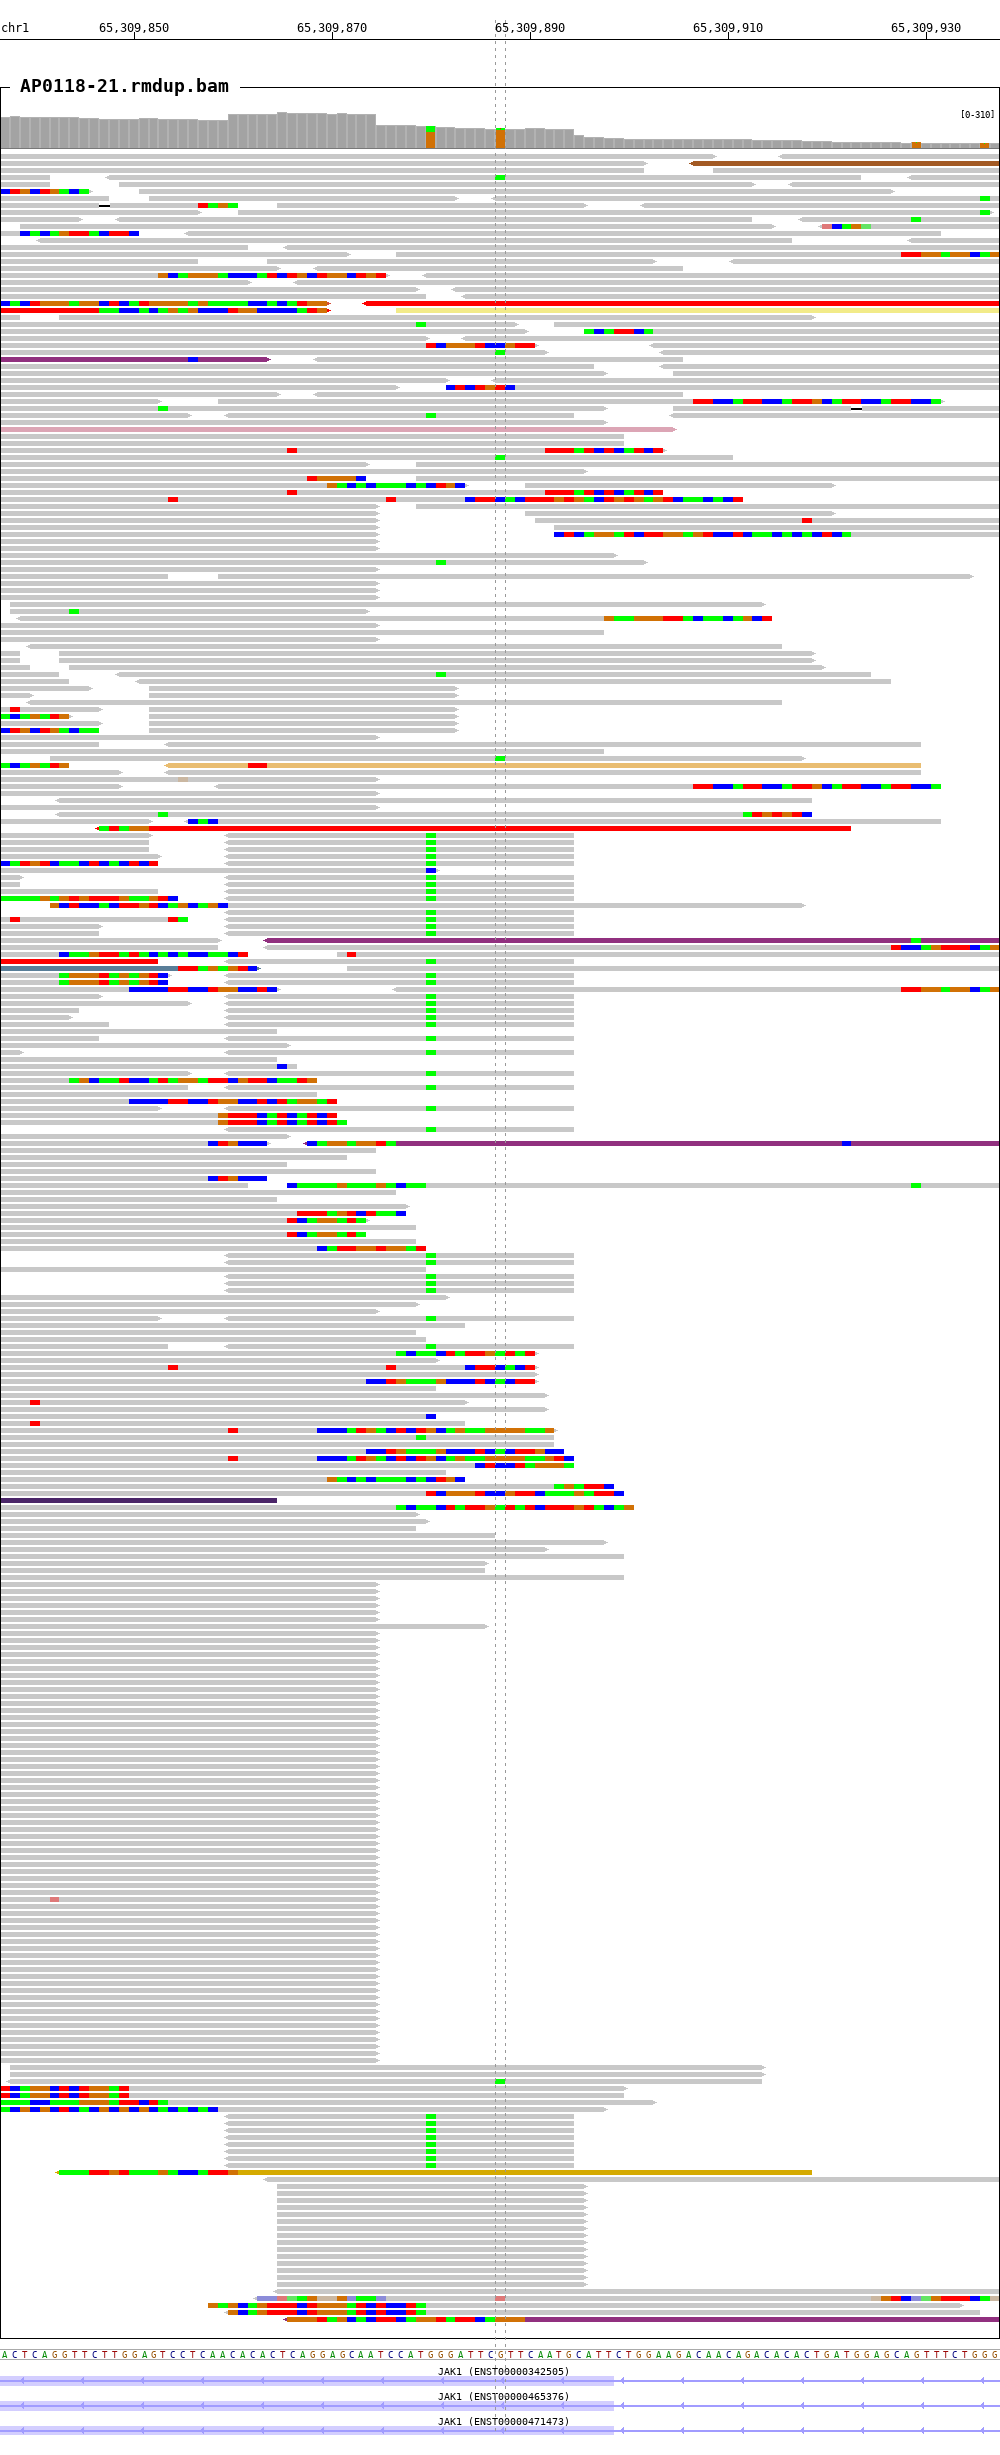 chr1 65,309,850 65,309,870 65,309,890 65,309,910 65,309,930
AP0118-21.rmdup.bam
[0-310]
ACTCAGGTTCTTGGAGTCCTCAACACACTCAGGAGCAATCCATGGGATTCGTTCAATGCATTCTGGAAGACAACAGACACACTGATGGAGCAGTTTCTGGG
JAK1 (ENST00000342505)
JAK1 (ENST00000465376)
JAK1 (ENST00000471473)